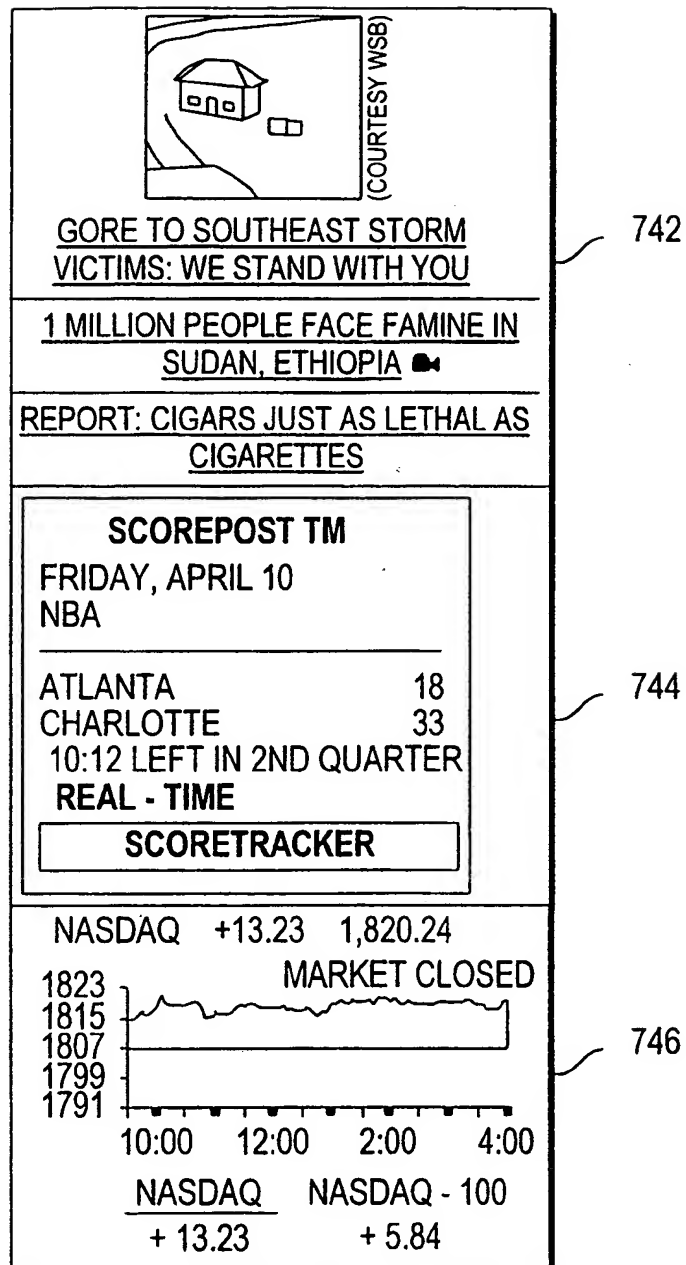 (COURTESY WSB)
GORE TO SOUTHEAST STORM
VICTIMS: WE STAND WITH YOU
742
1 MILLION PEOPLE FACE FAMINE IN
SUDAN, ETHIOPIA
REPORT: CIGARS JUST AS LETHAL AS
CIGARETTES
SCOREPOST TM
FRIDAY, APRIL 10
NBA
ATLANTA 18
CHARLOTTE 33
744
10:12 LEFT IN 2ND QUARTER
REAL - TIME
SCORETRACKER
NASDAQ +13.23 1,820.24
MARKET CLOSED
1823
1815
1807
1799
1791
746
10:00 12:00 2:00 4:00
NASDAQ NASDAQ - 100
+ 13.23 + 5.84